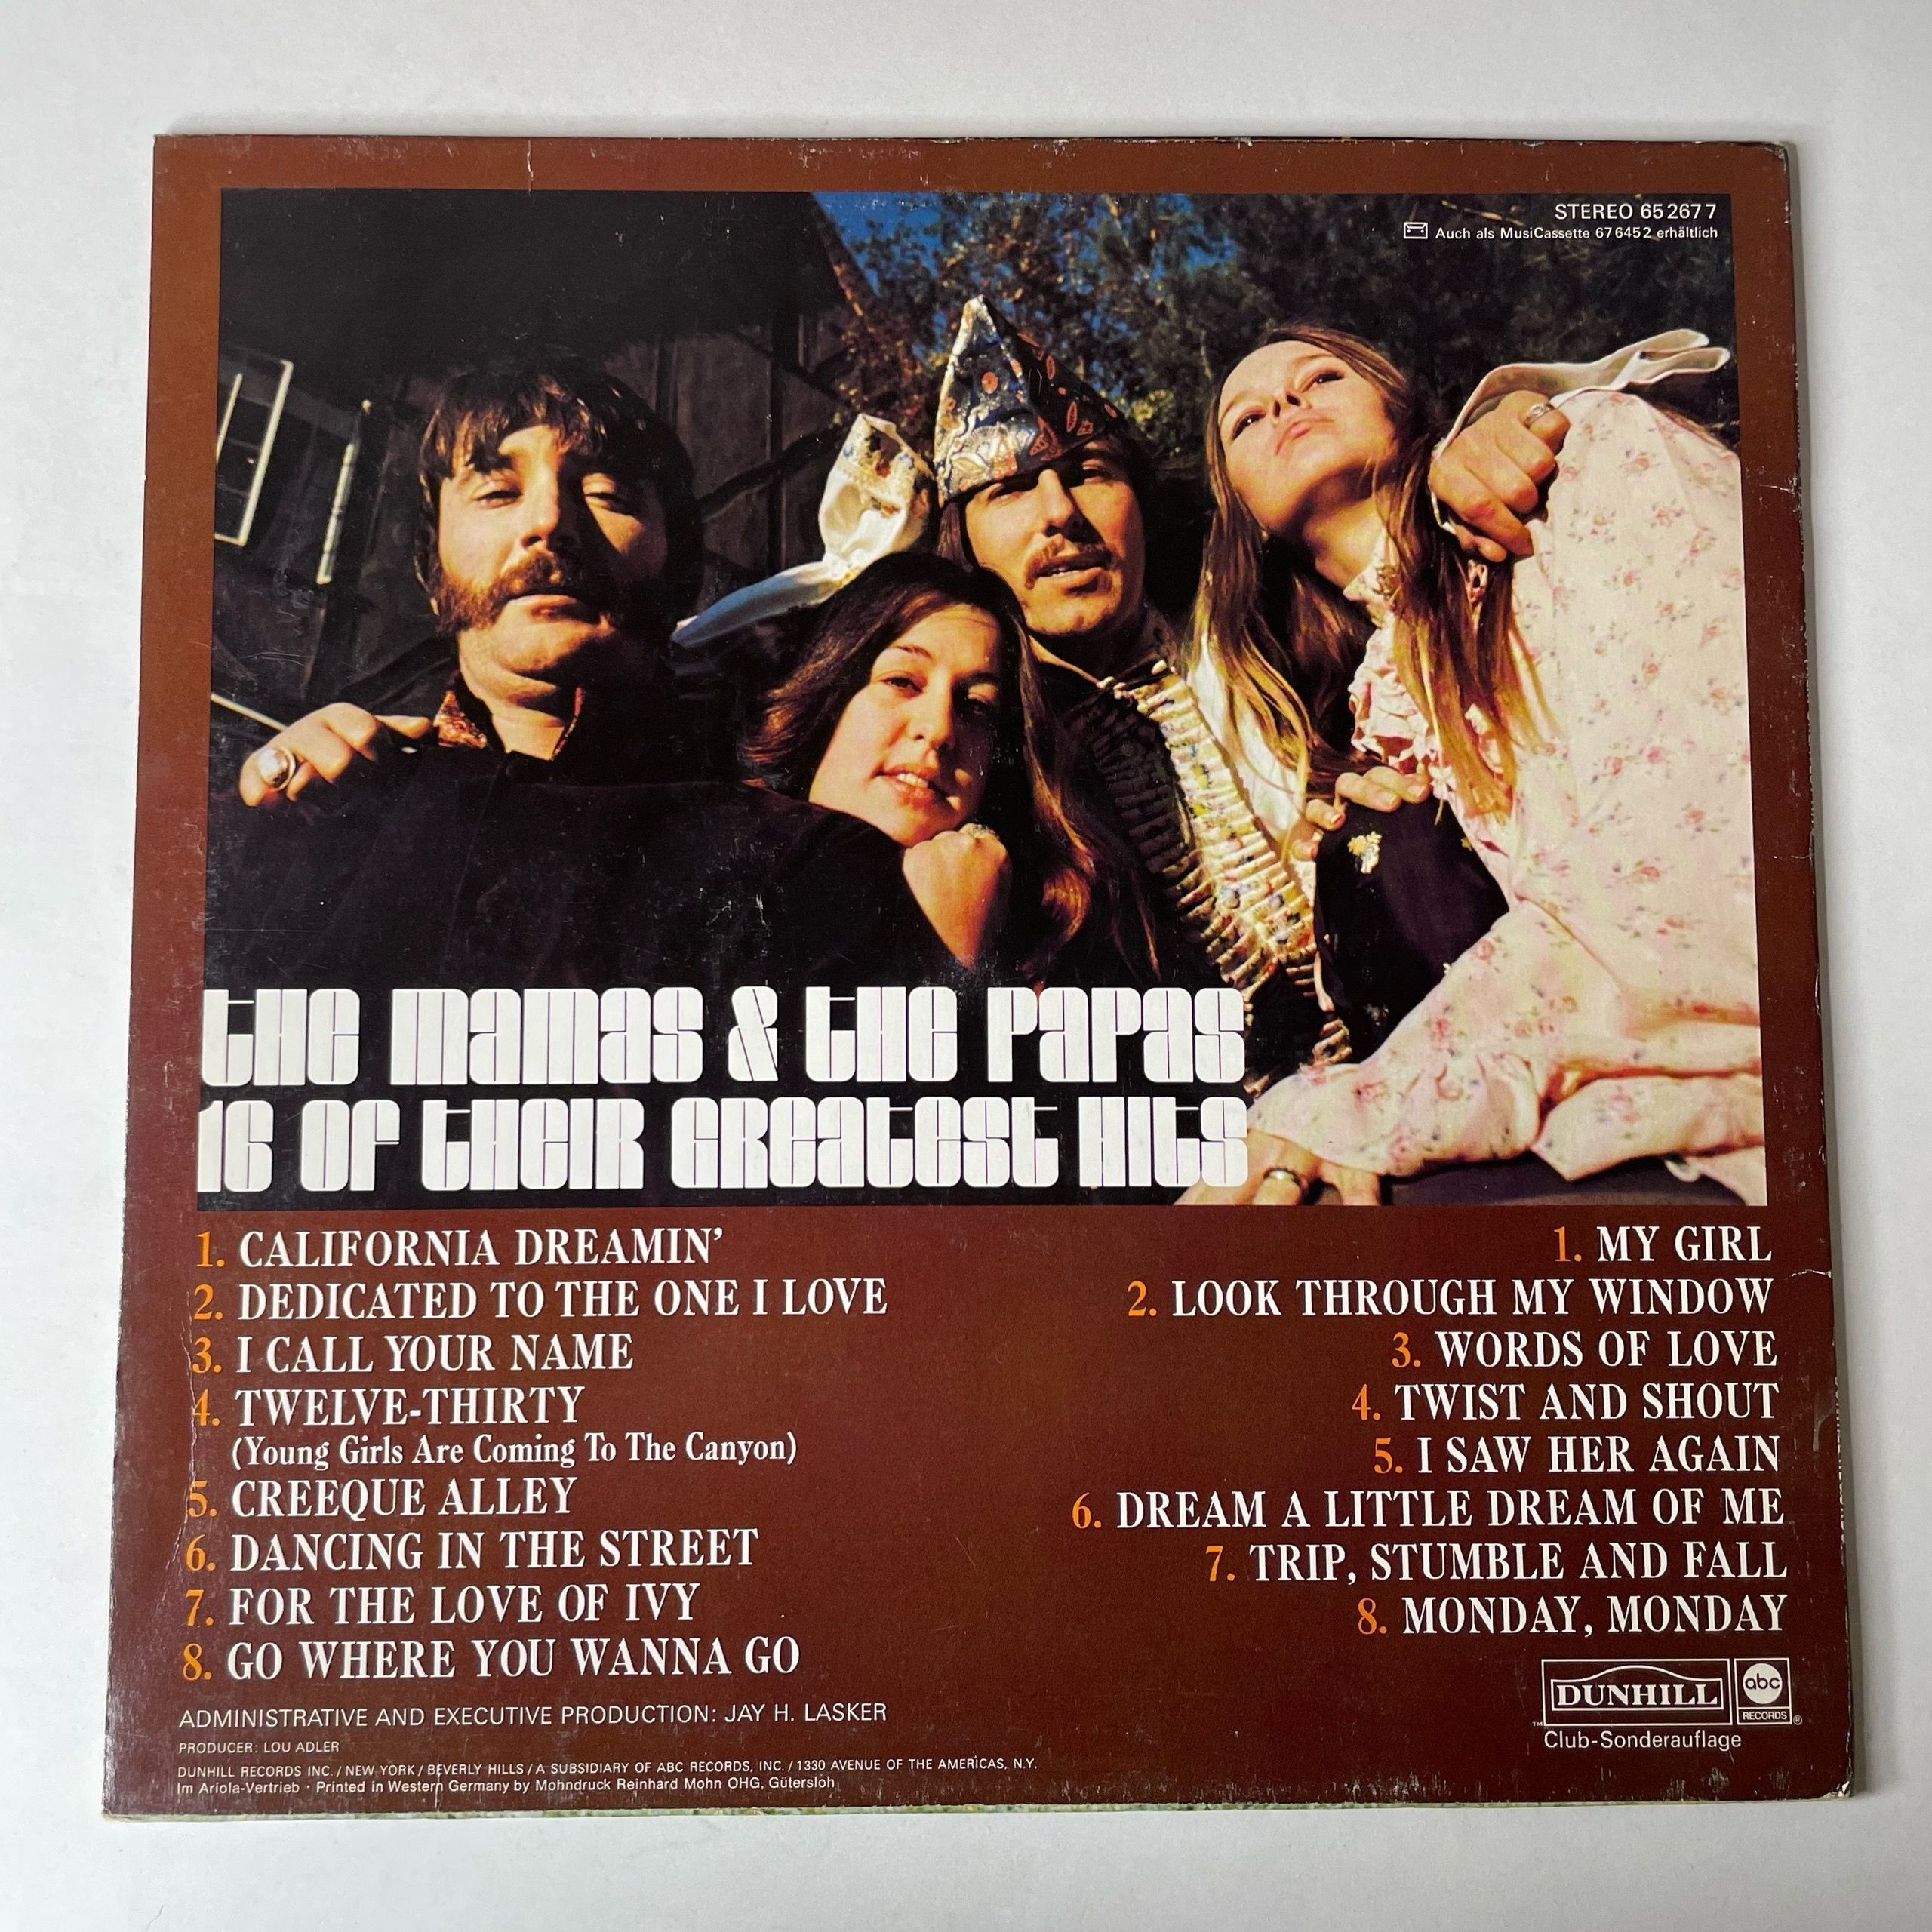 STEREO 65 267 7
Auch als MusiCassette 67 645 2 erhältlich
the mamas & the papas
16 of their greatest hits
1. CALIFORNIA DREAMIN'
2. DEDICATED TO THE ONE I LOVE
3. I CALL YOUR NAME
4. TWELVE-THIRTY
(Young Girls Are Coming To The Canyon)
5. CREEQUE ALLEY
6. DANCING IN THE STREET
7. FOR THE LOVE OF IVY
8. GO WHERE YOU WANNA GO
1. MY GIRL
2. LOOK THROUGH MY WINDOW
3. WORDS OF LOVE
4. TWIST AND SHOUT
5. I SAW HER AGAIN
6. DREAM A LITTLE DREAM OF ME
7. TRIP, STUMBLE AND FALL
8. MONDAY, MONDAY
ADMINISTRATIVE AND EXECUTIVE PRODUCTION: JAY H. LASKER
PRODUCER: LOU ADLER
DUNHILL RECORDS INC. / NEW YORK / BEVERLY HILLS / A SUBSIDIARY OF ABC RECORDS, INC. / 1330 AVENUE OF THE AMERICAS, N.Y.
Im Ariola-Vertrieb · Printed in Western Germany by Mohndruck Reinhard Mohn OHG, Gütersloh
DUNHILL™
abc
RECORDS®
Club-Sonderauflage